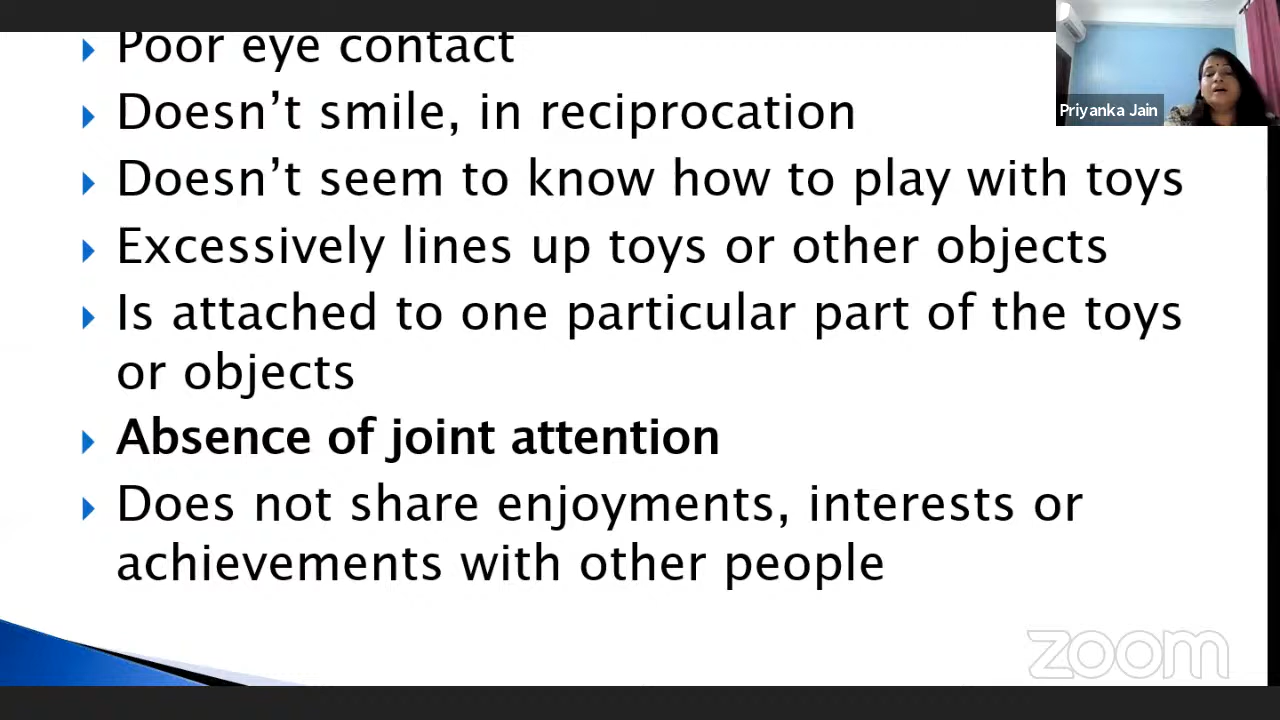 Poor eye contact
Doesn’t smile, in reciprocation
Priyanka Jain
Doesn’t seem to know how to play with toys
Excessively lines up toys or other objects
Is attached to one particular part of the toys
or objects
Absence of joint attention
Does not share enjoyments, interests or
achievements with other people
zoom